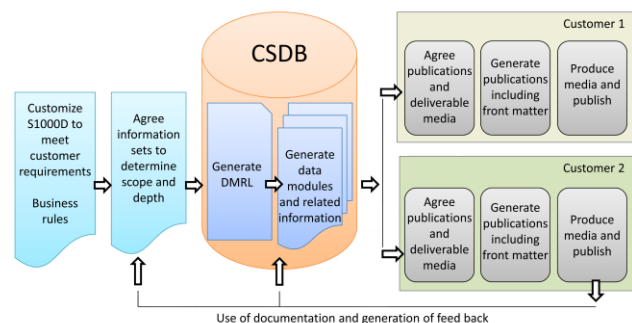 Customize
S1000D to
meet
customer
requirements
Business
rules
Agree
information
sets to
determine
scope and
depth
CSDB
Generate
DMRL
Generate
data
modules
and related
information
Customer 1
Agree
publications
and
deliverable
media
Generate
publications
including
front matter
Produce
media and
publish
Customer 2
Agree
publications
and
deliverable
media
Generate
publications
including
front matter
Produce
media and
publish
Use of documentation and generation of feed back